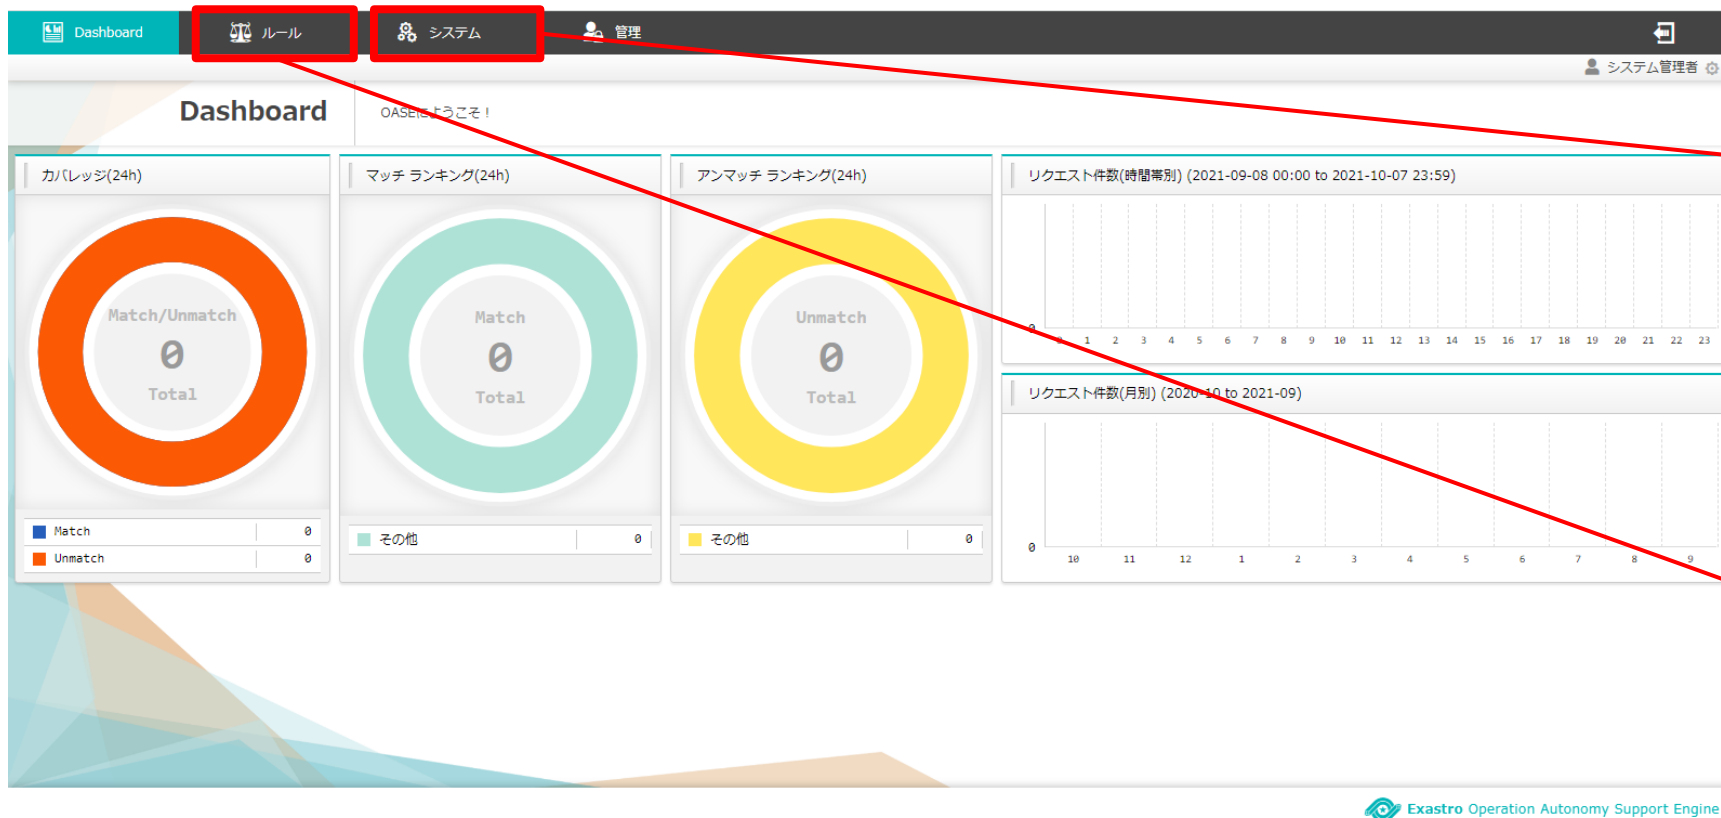 Dashboard ルール システム 管理
システム管理者
Dashboard OASEにようこそ！
カバレッジ(24h)
Match/Unmatch
0
Total
Match 0
Unmatch 0
マッチ ランキング(24h)
Match
0
Total
その他 0
アンマッチ ランキング(24h)
Unmatch
0
Total
その他 0
リクエスト件数(時間帯別) (2021-09-08 00:00 to 2021-10-07 23:59)
0
0 1 2 3 4 5 6 7 8 9 10 11 12 13 14 15 16 17 18 19 20 21 22 23
リクエスト件数(月別) (2020-10 to 2021-09)
0
10 11 12 1 2 3 4 5 6 7 8 9
Exastro Operation Autonomy Support Engine